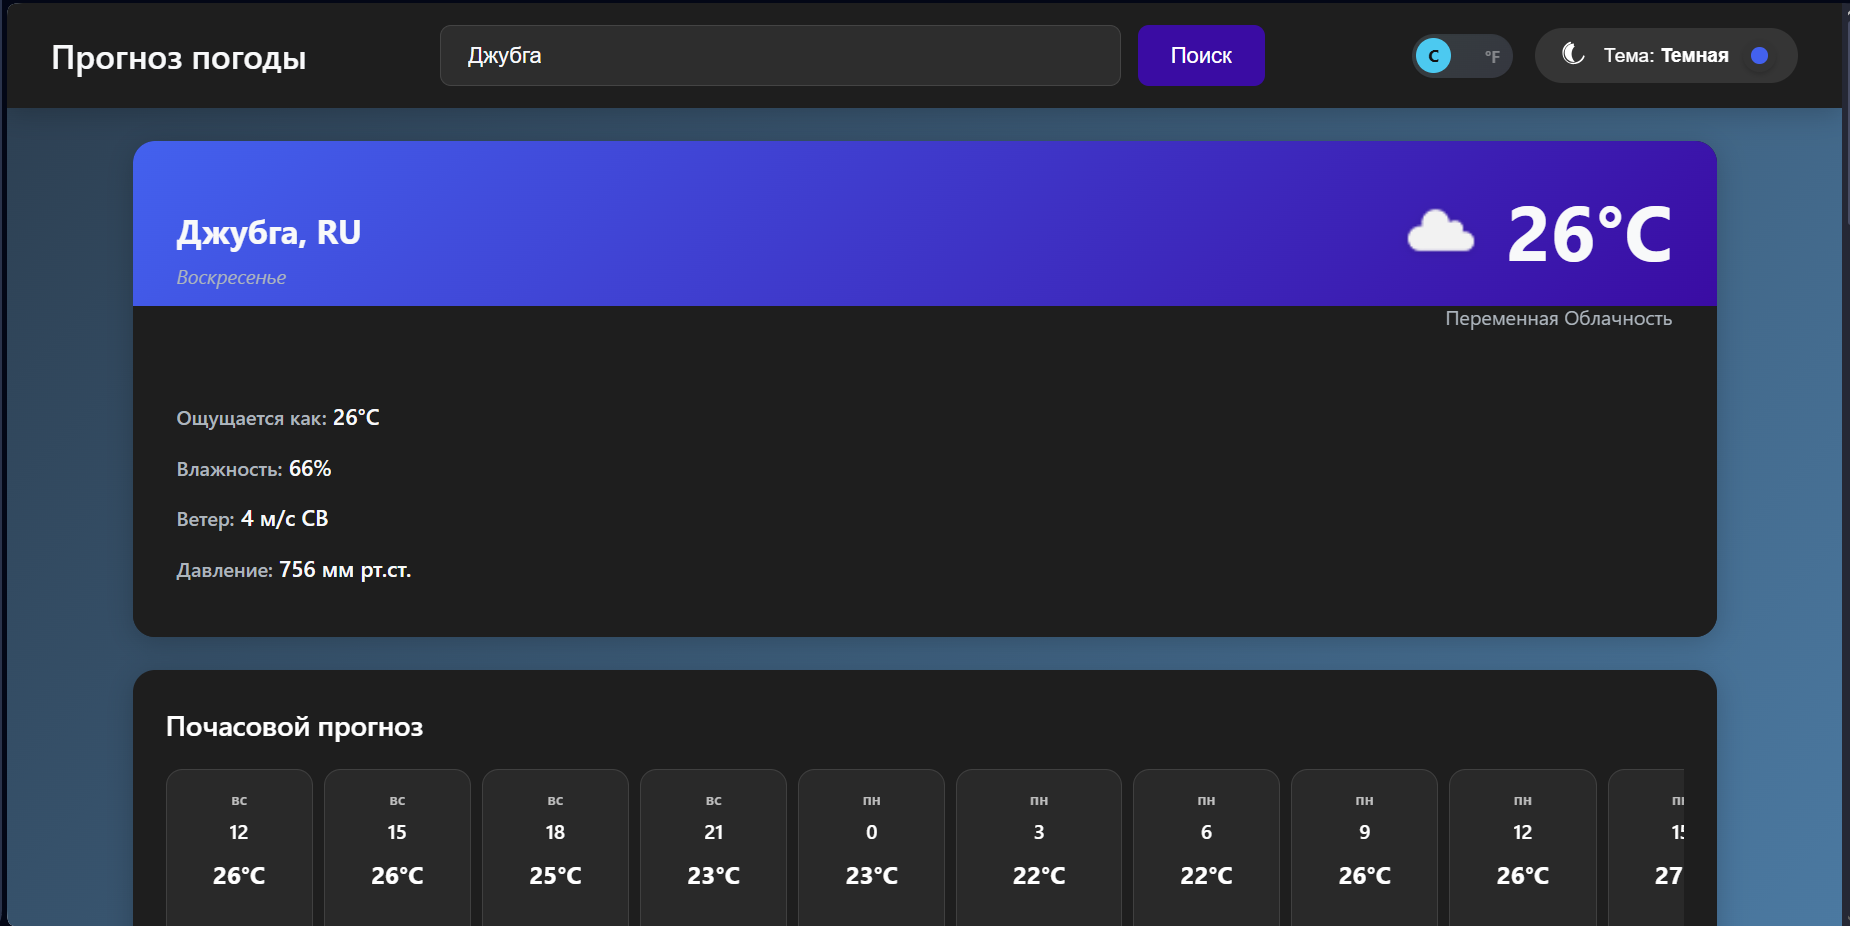 Прогноз погоды
Джубга
Поиск
C
°F
Тема: Темная
Джубга, RU
Воскресенье
26°C
Переменная Облачность
Ощущается как: 26°C
Влажность: 66%
Ветер: 4 м/с СВ
Давление: 756 мм рт.ст.
Почасовой прогноз
вс вс вс вс пн пн пн пн пн
12 15 18 21 0 3 6 9 12 15
26°C 26°C 25°C 23°C 23°C 22°C 22°C 26°C 26°C 27